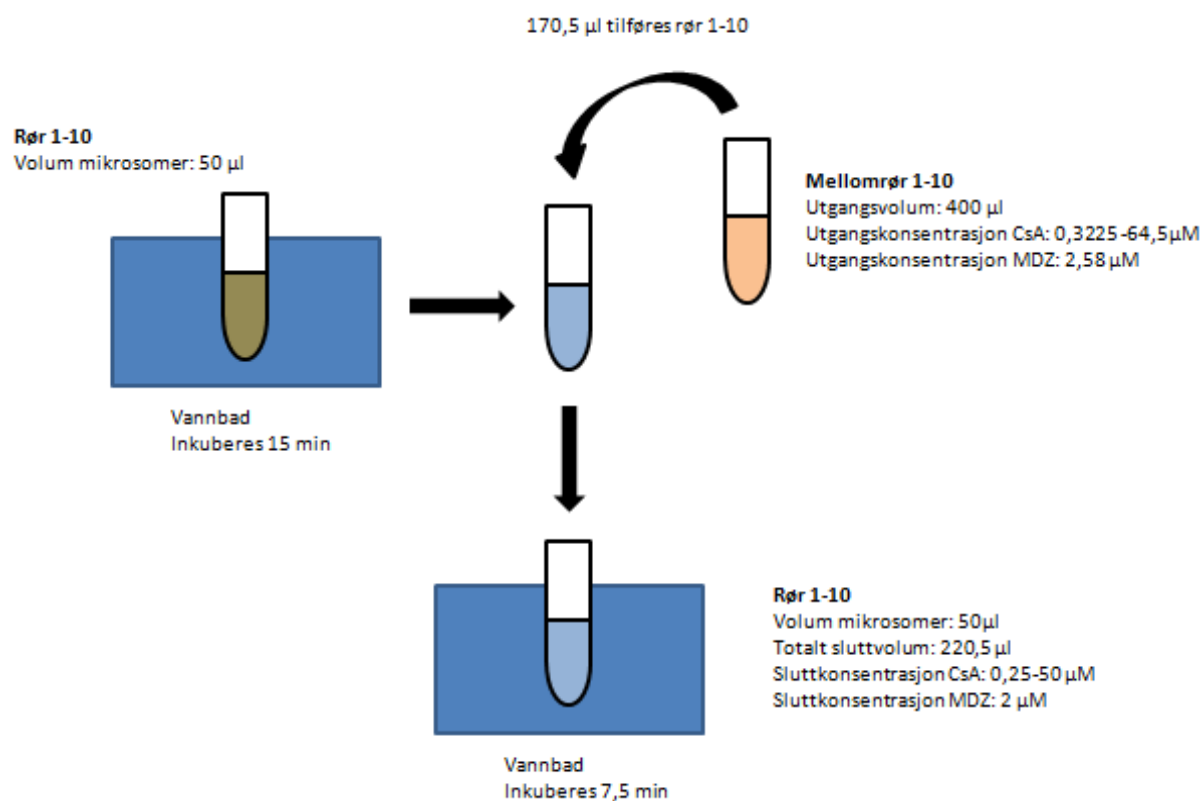 170,5 µl tilføres rør 1-10
Rør 1-10
Volum mikrosomer: 50 µl
Mellomrør 1-10
Utgangsvolum: 400 µl
Utgangskonsentrasjon CsA: 0,3225-64,5µM
Utgangskonsentrasjon MDZ: 2,58 µM
Vannbad
Inkuberes 15 min
Rør 1-10
Volum mikrosomer: 50µl
Totalt sluttvolum: 220,5 µl
Sluttkonsentrasjon CsA: 0,25-50 µM
Sluttkonsentrasjon MDZ: 2 µM
Vannbad
Inkuberes 7,5 min